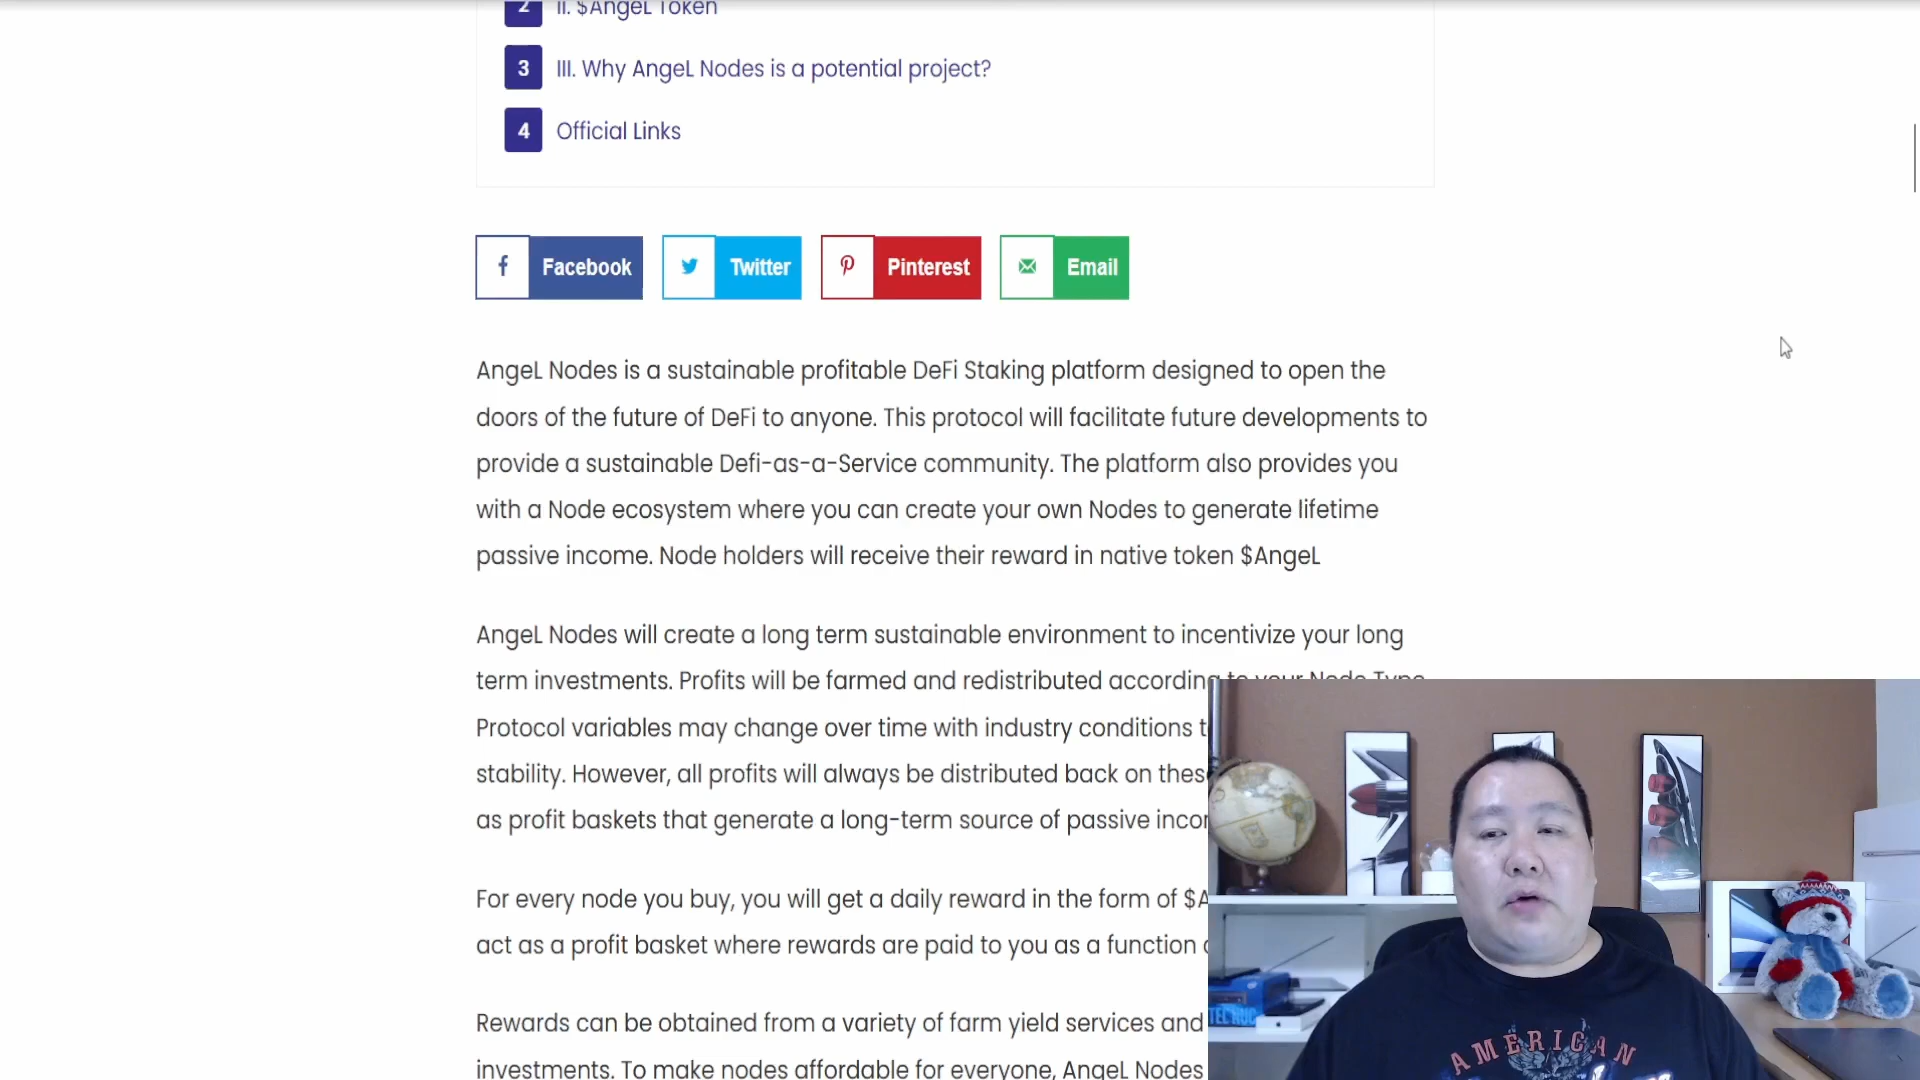 2 II. $AngeL Token
3 III. Why AngeL Nodes is a potential project?
4 Official Links
Facebook Twitter Pinterest Email
AngeL Nodes is a sustainable profitable DeFi Staking platform designed to open the
doors of the future of DeFi to anyone. This protocol will facilitate future developments to
provide a sustainable Defi-as-a-Service community. The platform also provides you
with a Node ecosystem where you can create your own Nodes to generate lifetime
passive income. Node holders will receive their reward in native token $AngeL
AngeL Nodes will create a long term sustainable environment to incentivize your long
term investments. Profits will be farmed and redistributed according to your Node Type
Protocol variables may change over time with industry conditions
stability. However, all profits will always be distributed back on
as profit baskets that generate a long-term source of passive
For every node you buy, you will get a daily reward in the form of
act as a profit basket where rewards are paid to you as a function
Rewards can be obtained from a variety of farm yield services and
investments. To make nodes affordable for everyone, AngeL Nodes
AMERICAN